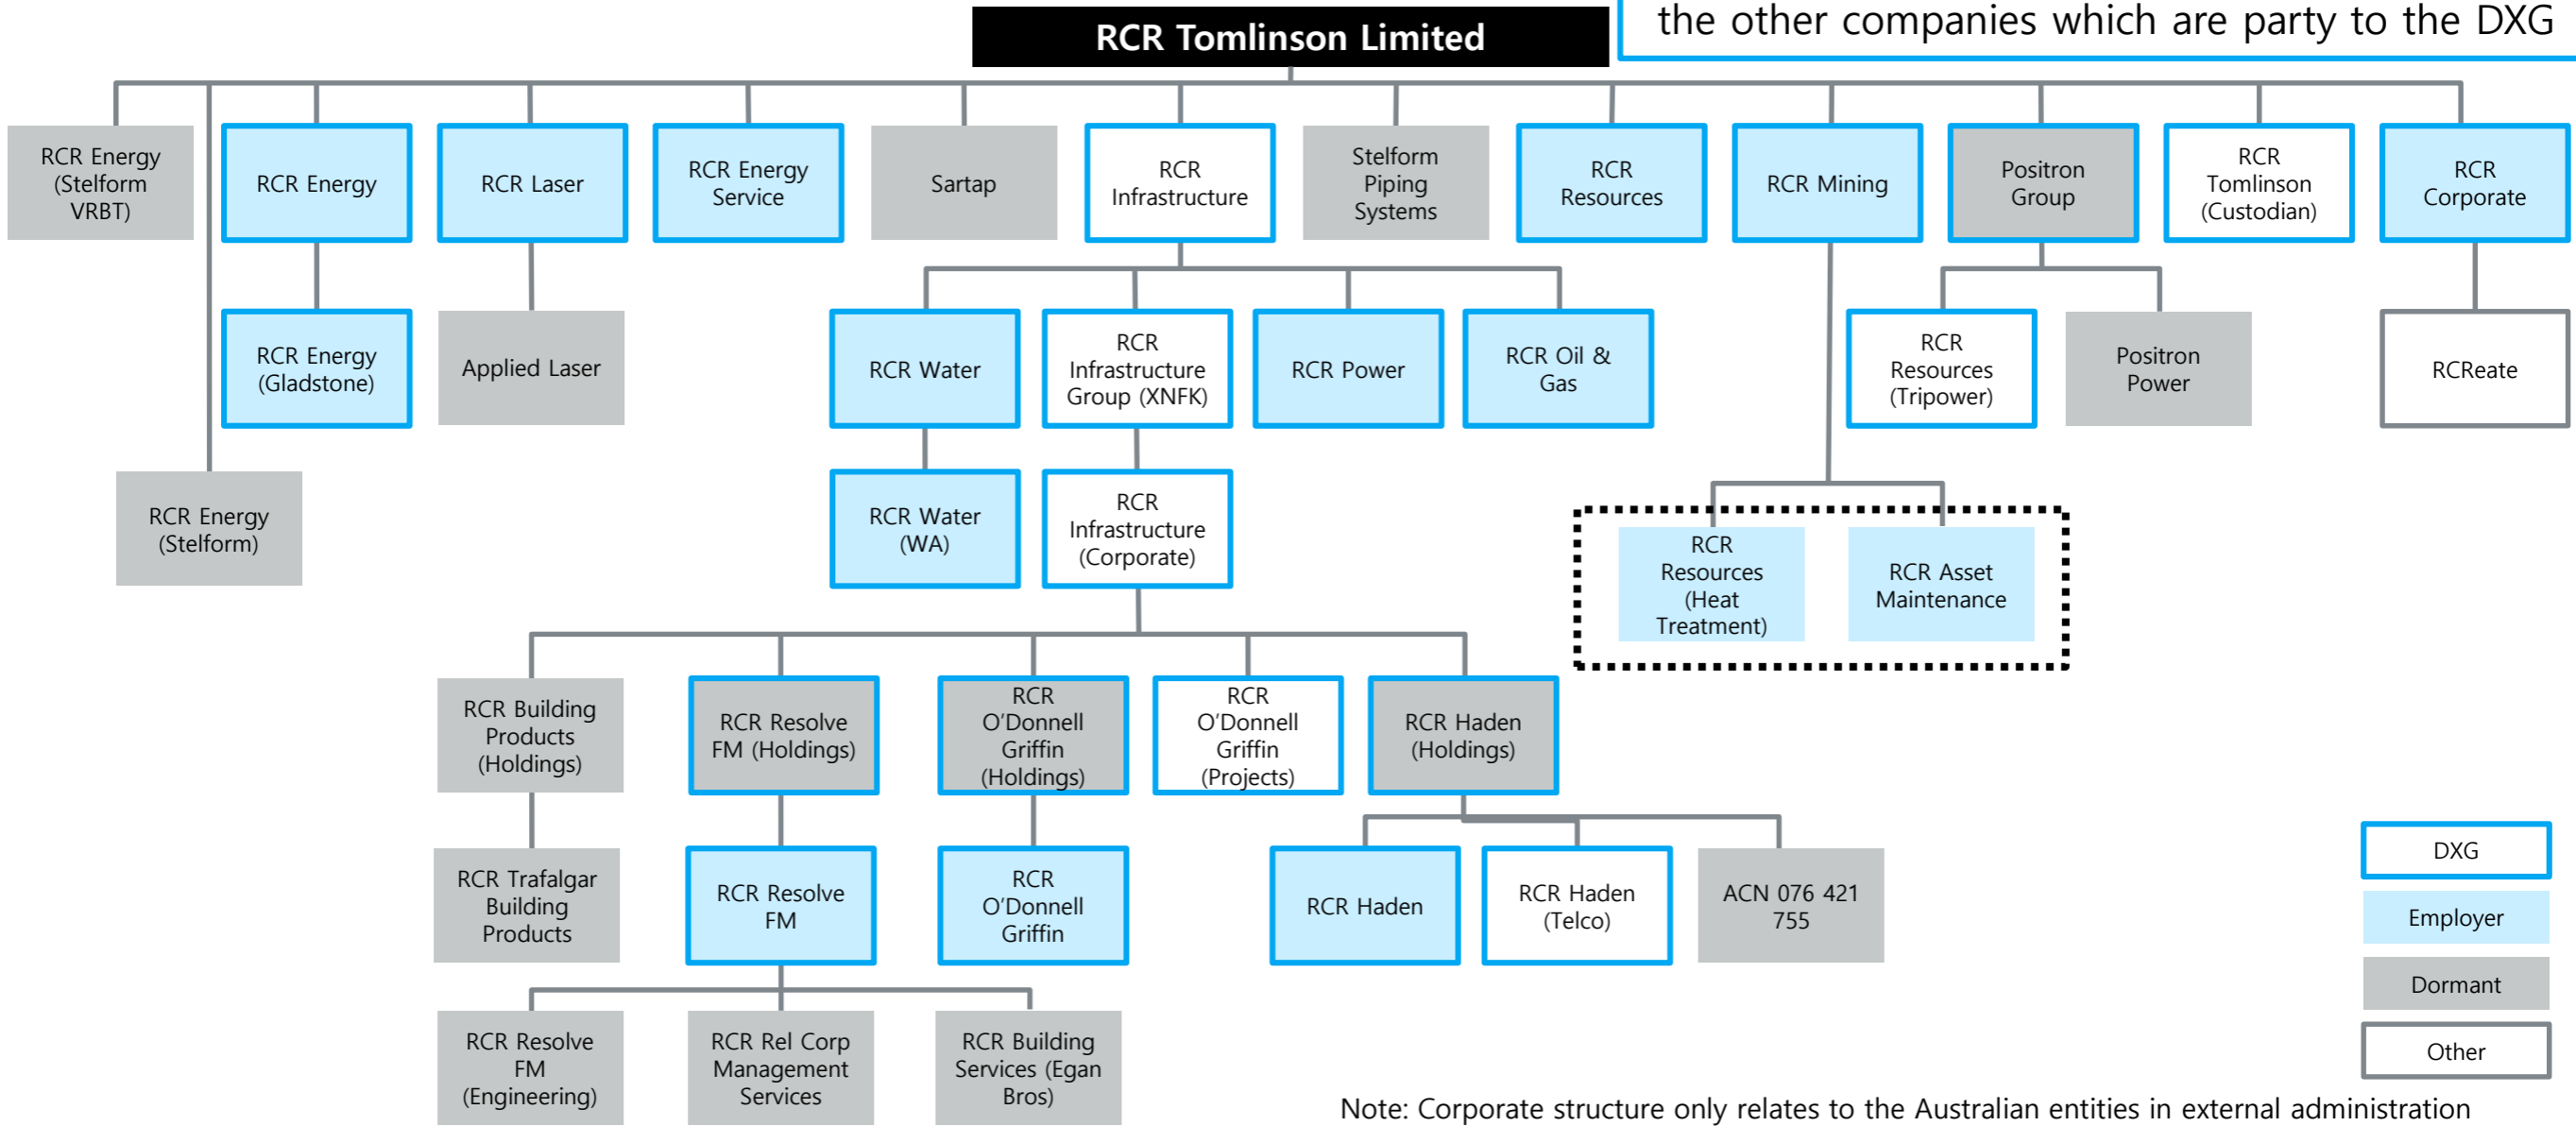 the other companies which are party to the DXG
RCR Tomlinson Limited
RCR Energy
(Stelform
VRBT)
RCR Energy
RCR Laser
RCR Energy
Service
Sartap
RCR
Infrastructure
Stelform
Piping
Systems
RCR
Resources
RCR Mining
Positron
Group
RCR
Tomlinson
(Custodian)
RCR
Corporate
RCR Energy
(Gladstone)
Applied Laser
RCR Water
RCR
Infrastructure
Group (XNFK)
RCR Power
RCR Oil &
Gas
RCR
Resources
(Tripower)
Positron
Power
RCReate
RCR Energy
(Stelform)
RCR Water
(WA)
RCR
Infrastructure
(Corporate)
RCR
Resources
(Heat
Treatment)
RCR Asset
Maintenance
RCR Building
Products
(Holdings)
RCR Resolve
FM (Holdings)
RCR
O'Donnell
Griffin
(Holdings)
RCR
O'Donnell
Griffin
(Projects)
RCR Haden
(Holdings)
RCR Trafalgar
Building
Products
RCR Resolve
FM
RCR
O'Donnell
Griffin
RCR Haden
RCR Haden
(Telco)
ACN 076 421
755
DXG
Employer
Dormant
Other
RCR Resolve
FM
(Engineering)
RCR Rel Corp
Management
Services
RCR Building
Services (Egan
Bros)
Note: Corporate structure only relates to the Australian entities in external administration